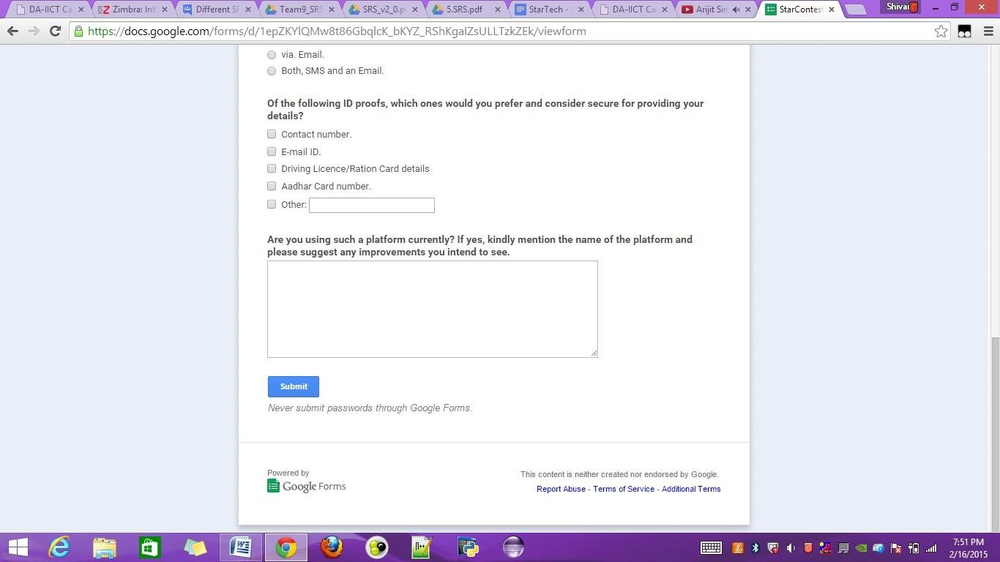 DA-IICT Ca
Zimbra: Inb
Different S
Team9_SRS
SRS_v2_0.p
5.SRS.pdf
StarTech -
DA-IICT Ca
Arijit Sin
StarContest
https://docs.google.com/forms/d/1epZKYlQMw8t86GbqlcK_bKYZ_RShKgaIZsULLTzkZEk/viewform
via. Email.
Both, SMS and an Email.
Of the following ID proofs, which ones would you prefer and consider secure for providing your
details?
Contact number.
E-mail ID.
Driving Licence/Ration Card details
Aadhar Card number.
Other:
Are you using such a platform currently? If yes, kindly mention the name of the platform and
please suggest any improvements you intend to see.
Submit
Never submit passwords through Google Forms.
Powered by
Google Forms
This content is neither created nor endorsed by Google.
Report Abuse - Terms of Service - Additional Terms
7:51 PM
2/16/2015